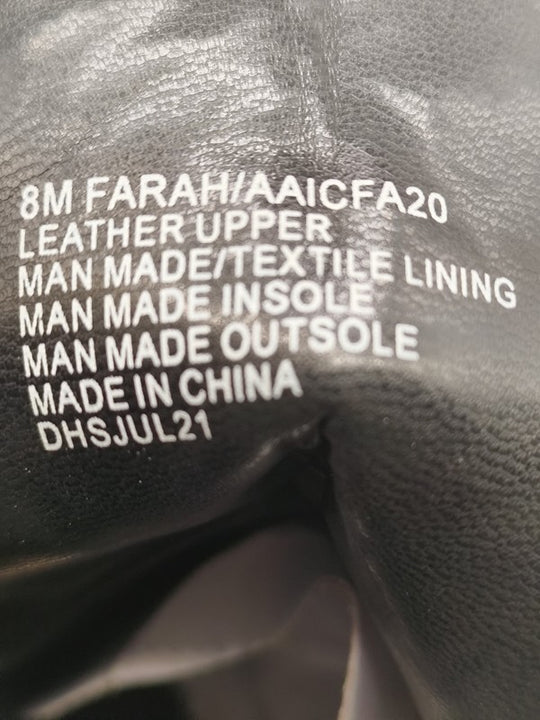 8M FARAH/AAICFA20
LEATHER UPPER
MAN MADE/TEXTILE LINING
MAN MADE INSOLE
MAN MADE OUTSOLE
MADE IN CHINA
DHSJUL21